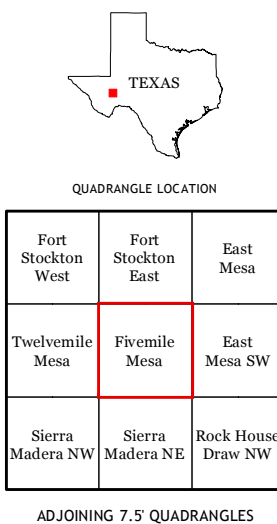 TEXAS
QUADRANGLE LOCATION
Fort
Stockton
West
Fort
Stockton
East
East
Mesa
Twelvemile
Mesa
Fivemile
Mesa
East
Mesa SW
Sierra
Madera NW
Sierra
Madera NE
Rock House
Draw NW
ADJOINING 7.5' QUADRANGLES